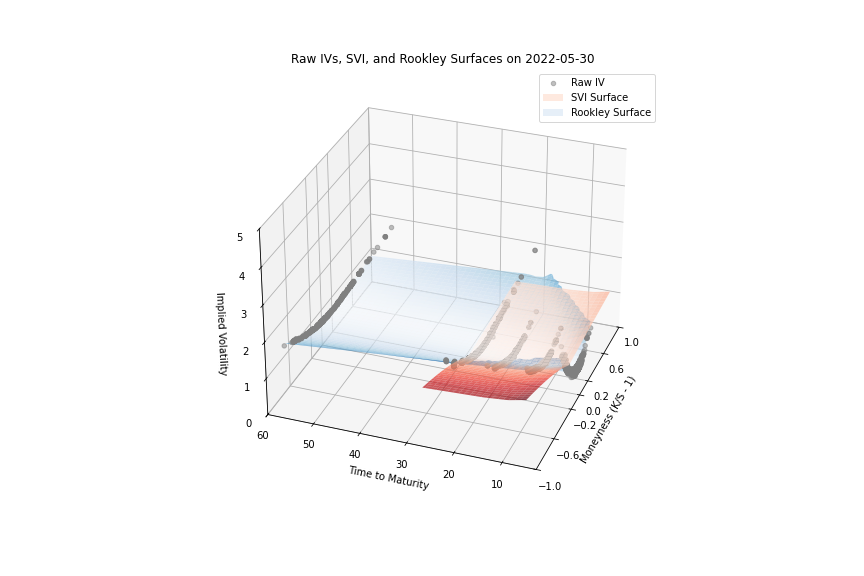 Raw IVs, SVI, and Rookley Surfaces on 2022-05-30
Raw IV
SVI Surface
Rookley Surface
5
4
3
2
1
0
Implied Volatility
60
50
40
30
20
10
Time to Maturity
1.0
0.6
0.2
0.0
−0.2
−0.6
−1.0
Moneyness (K/S - 1)